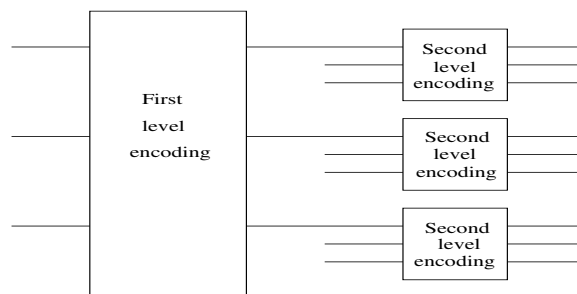 First
level
encoding
Second
level
encoding
Second
level
encoding
Second
level
encoding